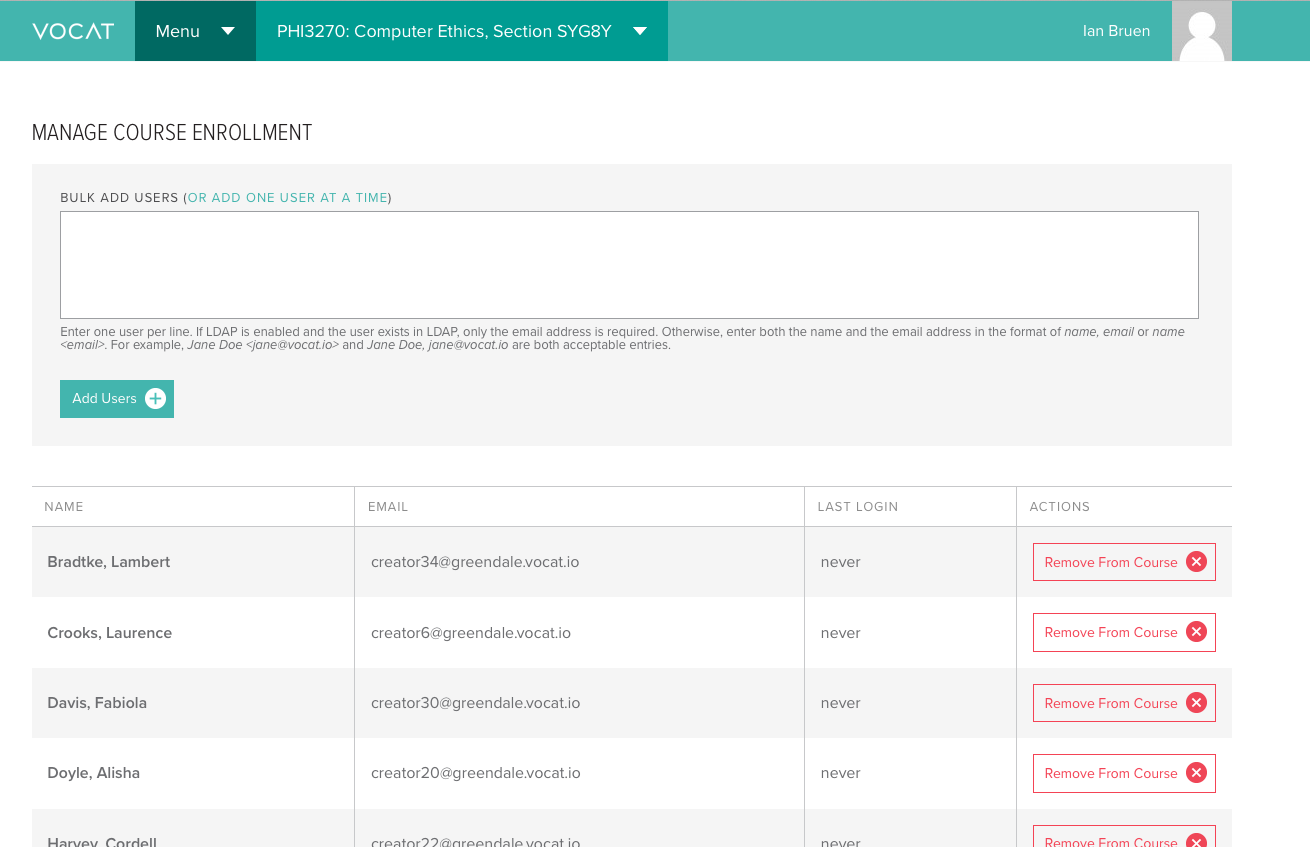 VOCAT Menu PHI3270: Computer Ethics, Section SYG8Y Ian Bruen
MANAGE COURSE ENROLLMENT
BULK ADD USERS (OR ADD ONE USER AT A TIME)
Enter one user per line. If LDAP is enabled and the user exists in LDAP, only the email address is required. Otherwise, enter both the name and the email address in the format of name, email or name
<email>. For example, Jane Doe <jane@vocat.io> and Jane Doe, jane@vocat.io are both acceptable entries.
Add Users
NAME EMAIL LAST LOGIN ACTIONS
Bradtke, Lambert creator34@greendale.vocat.io never Remove From Course
Crooks, Laurence creator6@greendale.vocat.io never Remove From Course
Davis, Fabiola creator30@greendale.vocat.io never Remove From Course
Doyle, Alisha creator20@greendale.vocat.io never Remove From Course
Harvey, Cordell creator22@greendale.vocat.io never Remove From Course